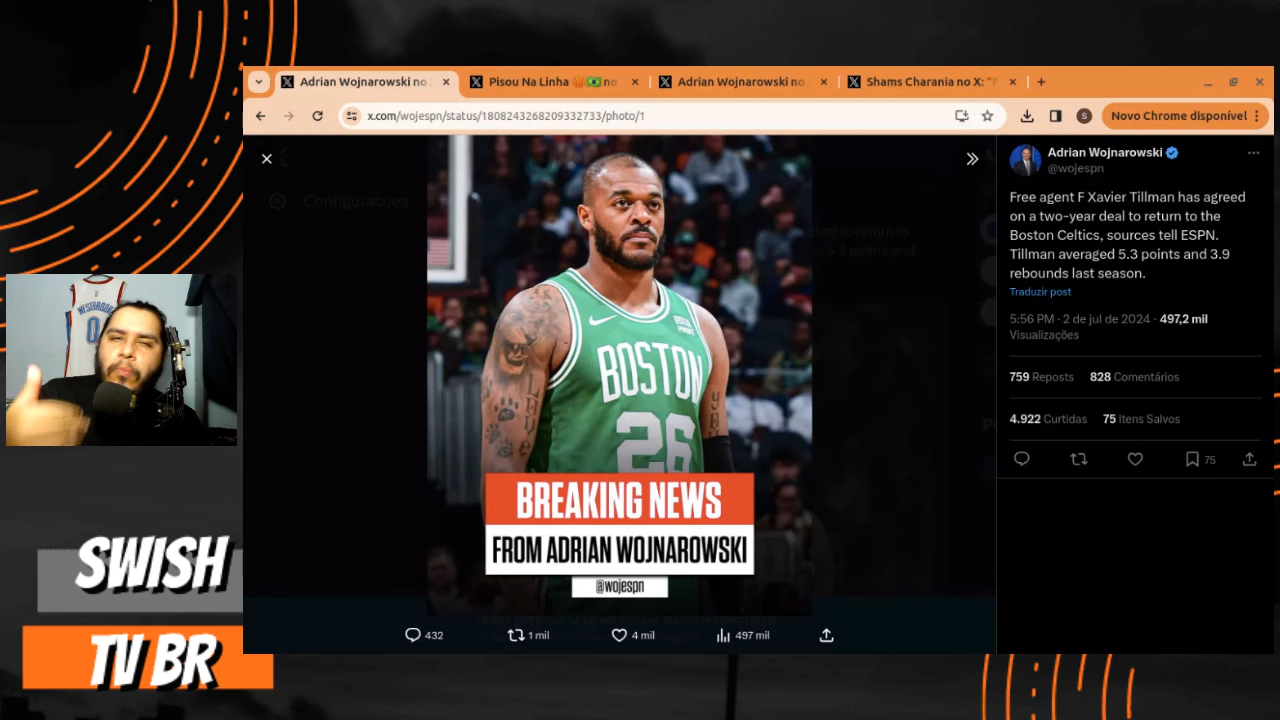 Adrian Wojnarowski no
Pisou Na Linha no
Adrian Wojnarowski no
Shams Charania no X: "F
x.com/wojespn/status/1808243268209332733/photo/1
S
Novo Chrome disponível
Configurações
Adrian Wojnarowski
@wojespn
Free agent F Xavier Tillman has agreed
on a two-year deal to return to the
Boston Celtics, sources tell ESPN.
Tillman averaged 5.3 points and 3.9
rebounds last season.
Traduzir post
5:56 PM · 2 de jul de 2024 · 497,2 mil
Visualizações
759 Reposts 828 Comentários
4.922 Curtidas 75 Itens Salvos
75
WESTBROOK
0
BOSTON
26
BREAKING NEWS
FROM ADRIAN WOJNAROWSKI
@wojespn
432
1 mil
4 mil
497 mil
SWISH
TV BR